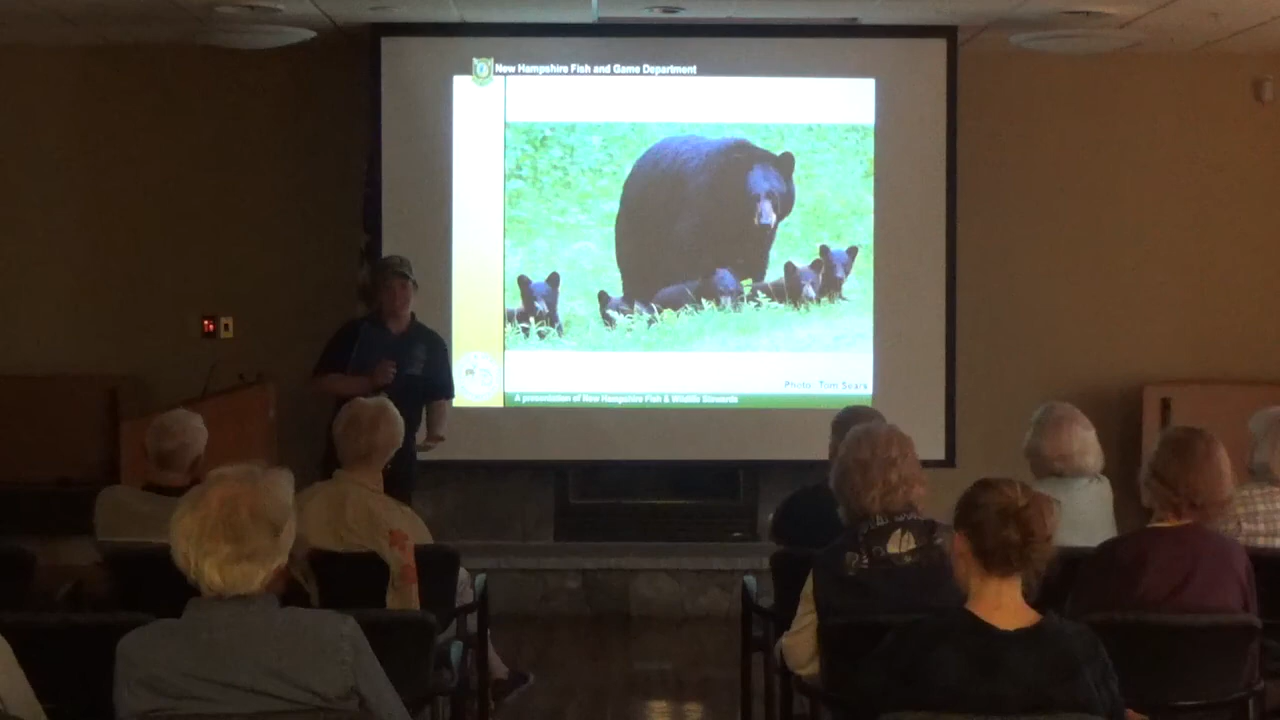 New Hampshire Fish and Game Department
Photo: Tom Sears
A presentation of New Hampshire Fish & Wildlife Stewards